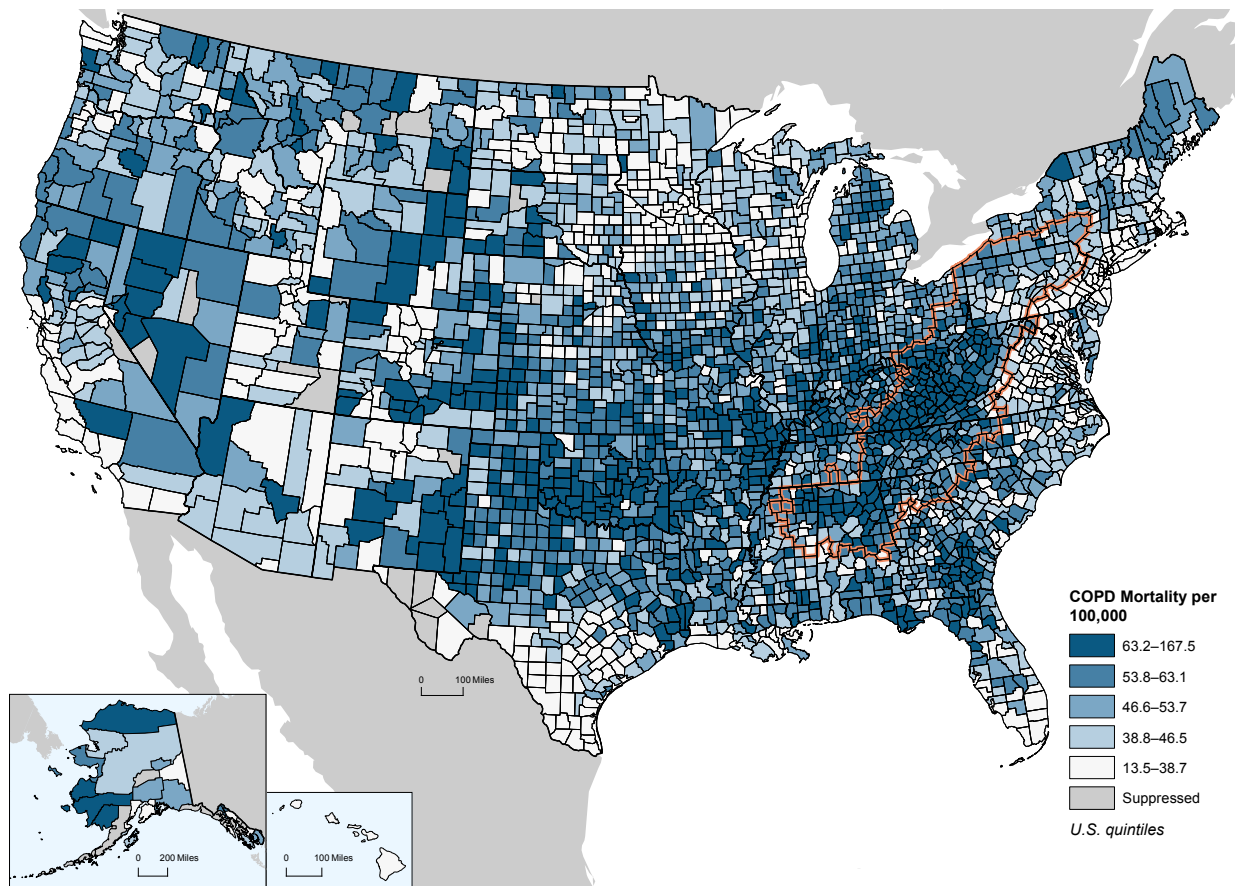 COPD Mortality per
100,000
63.2–167.5
53.8–63.1
46.6–53.7
38.8–46.5
13.5–38.7
Suppressed
U.S. quintiles
0 100 Miles
0 200 Miles
0 100 Miles